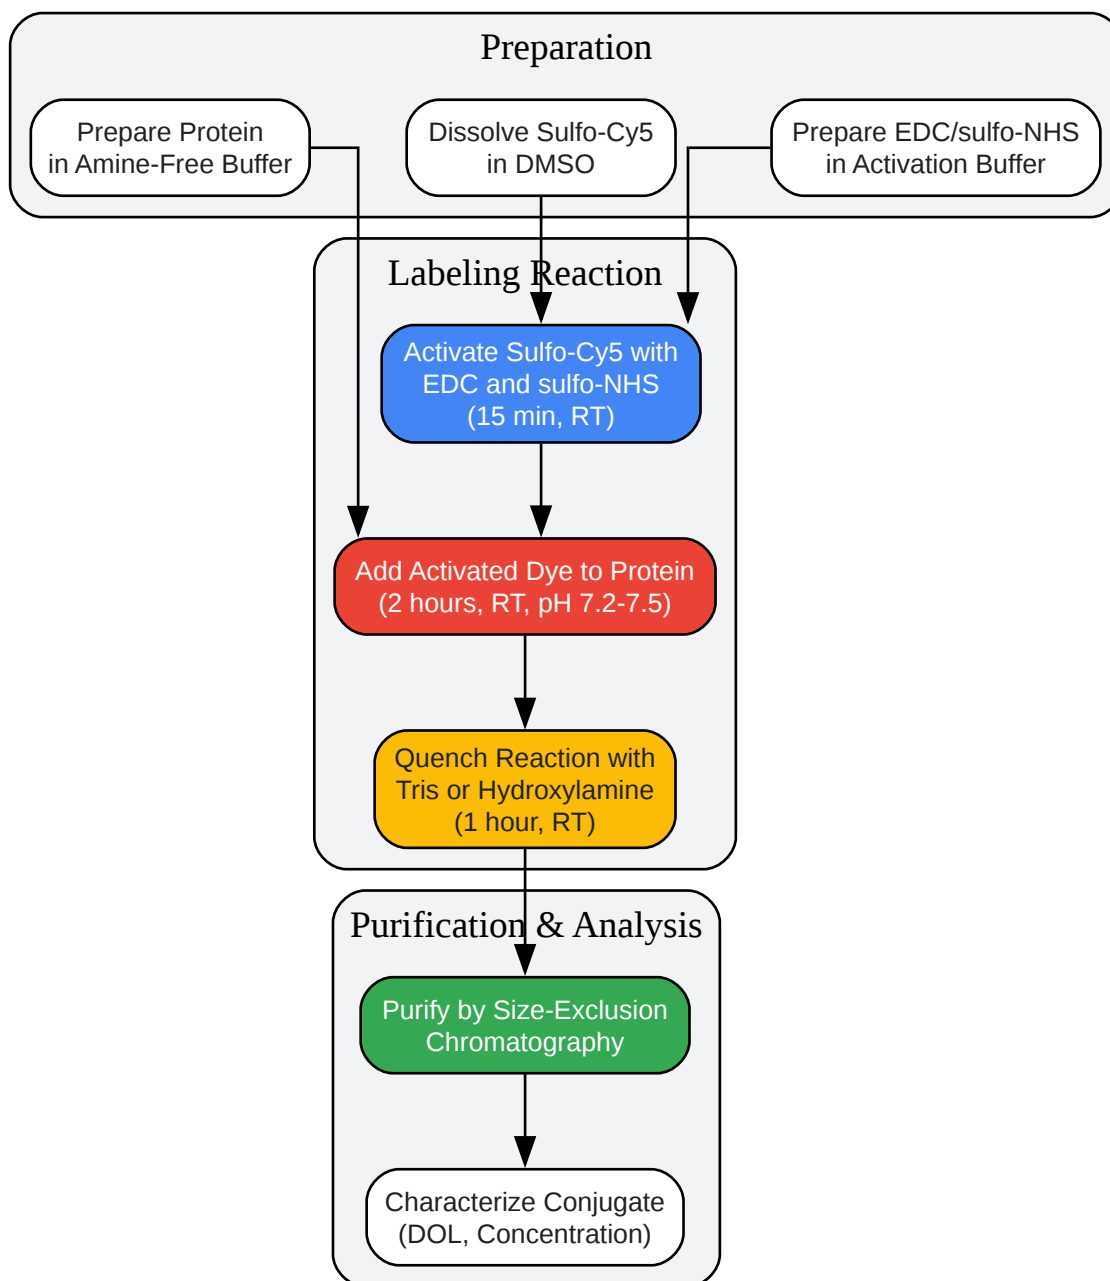 Preparation
Prepare Protein
in Amine-Free Buffer
Dissolve Sulfo-Cy5
in DMSO
Prepare EDC/sulfo-NHS
in Activation Buffer
Labeling Reaction
Activate Sulfo-Cy5 with
EDC and sulfo-NHS
(15 min, RT)
Add Activated Dye to Protein
(2 hours, RT, pH 7.2-7.5)
Quench Reaction with
Tris or Hydroxylamine
(1 hour, RT)
Purification & Analysis
Purify by Size-Exclusion
Chromatography
Characterize Conjugate
(DOL, Concentration)